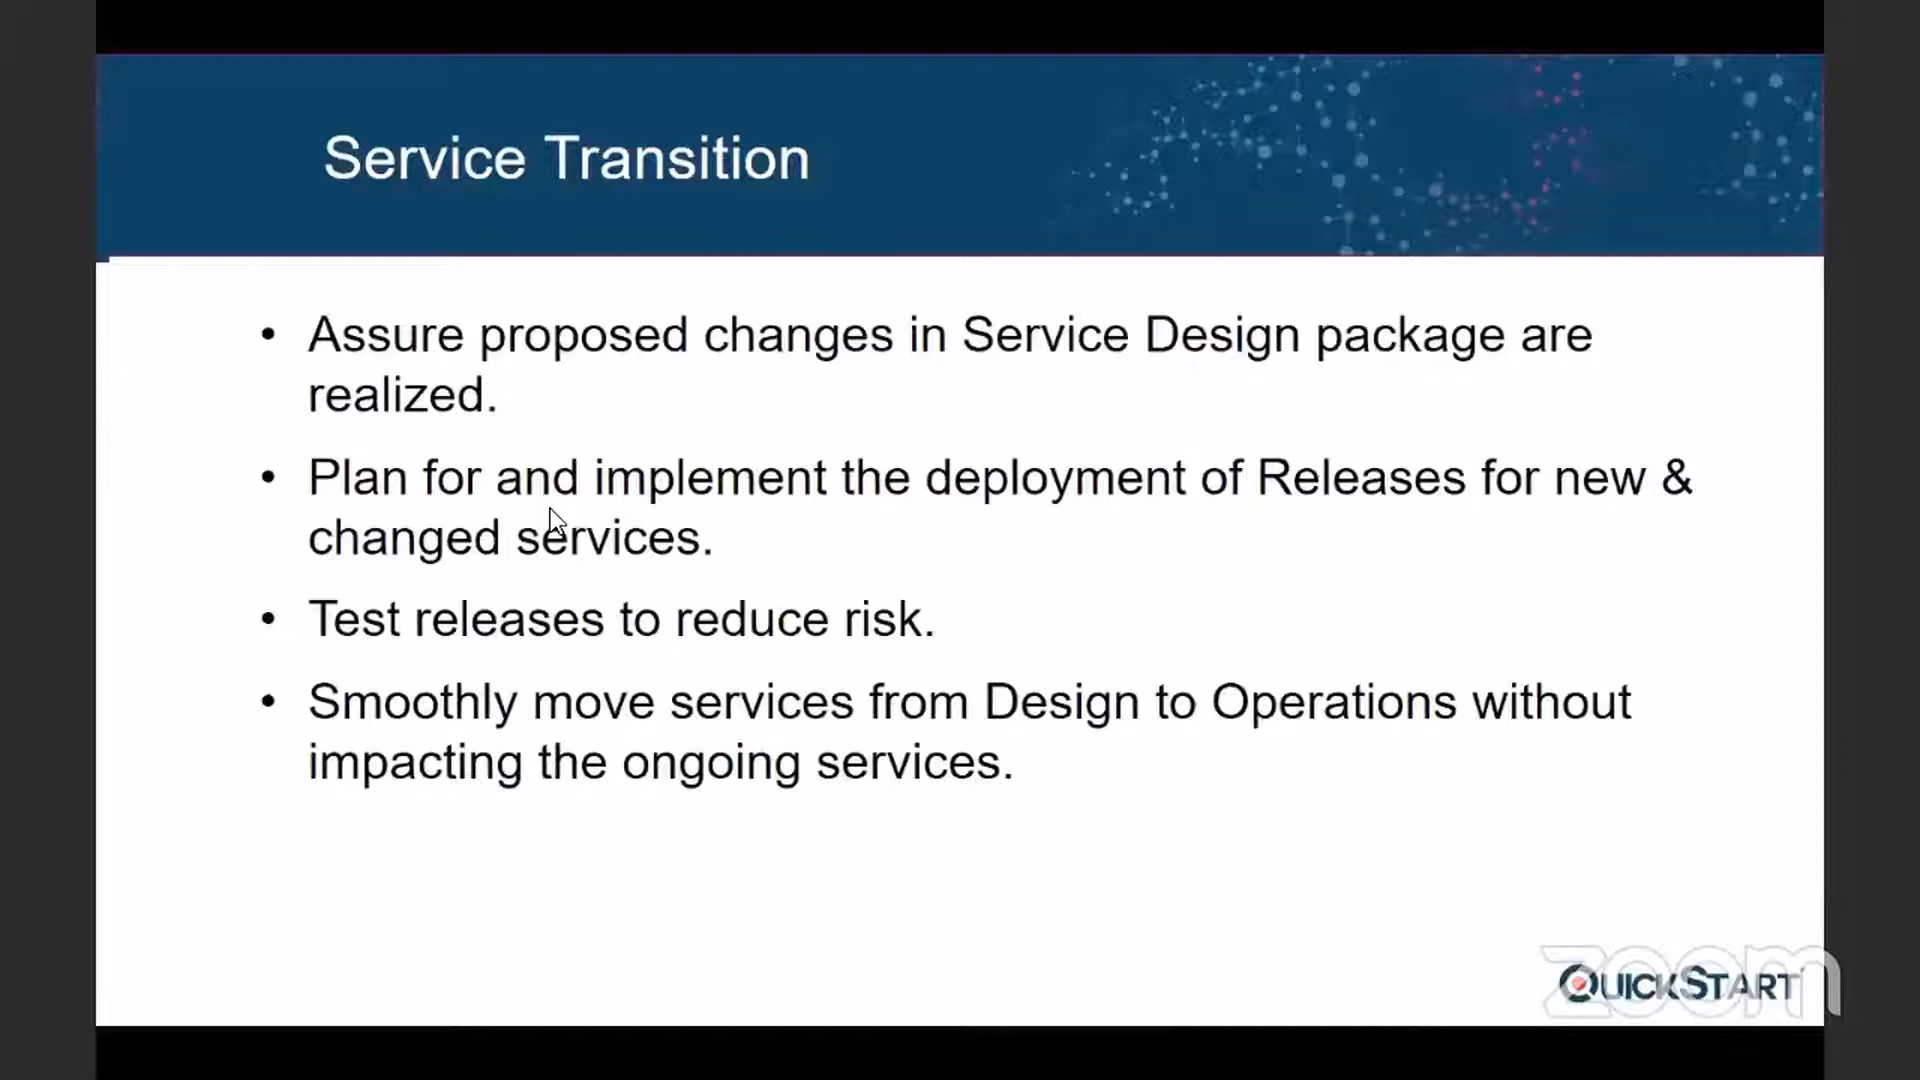 Service Transition
• Assure proposed changes in Service Design package are
realized.
• Plan for and implement the deployment of Releases for new &
changed services.
• Test releases to reduce risk.
• Smoothly move services from Design to Operations without
impacting the ongoing services.
zoom
QUICKSTART